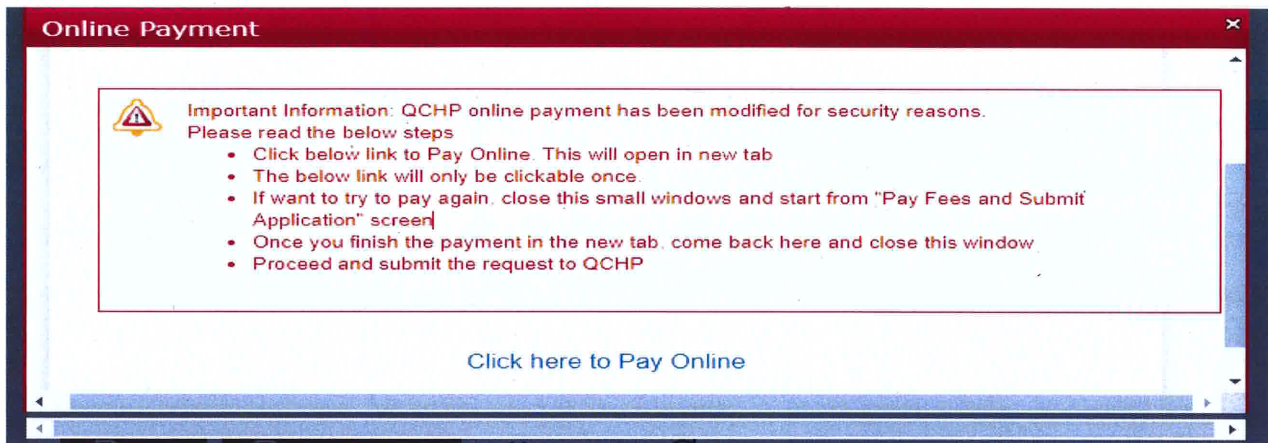 Online Payment
Important Information: QCHP online payment has been modified for security reasons.
Please read the below steps
• Click below link to Pay Online. This will open in new tab
• The below link will only be clickable once.
• If want to try to pay again, close this small windows and start from "Pay Fees and Submit
Application" screen
• Once you finish the payment in the new tab, come back here and close this window
• Proceed and submit the request to QCHP
Click here to Pay Online